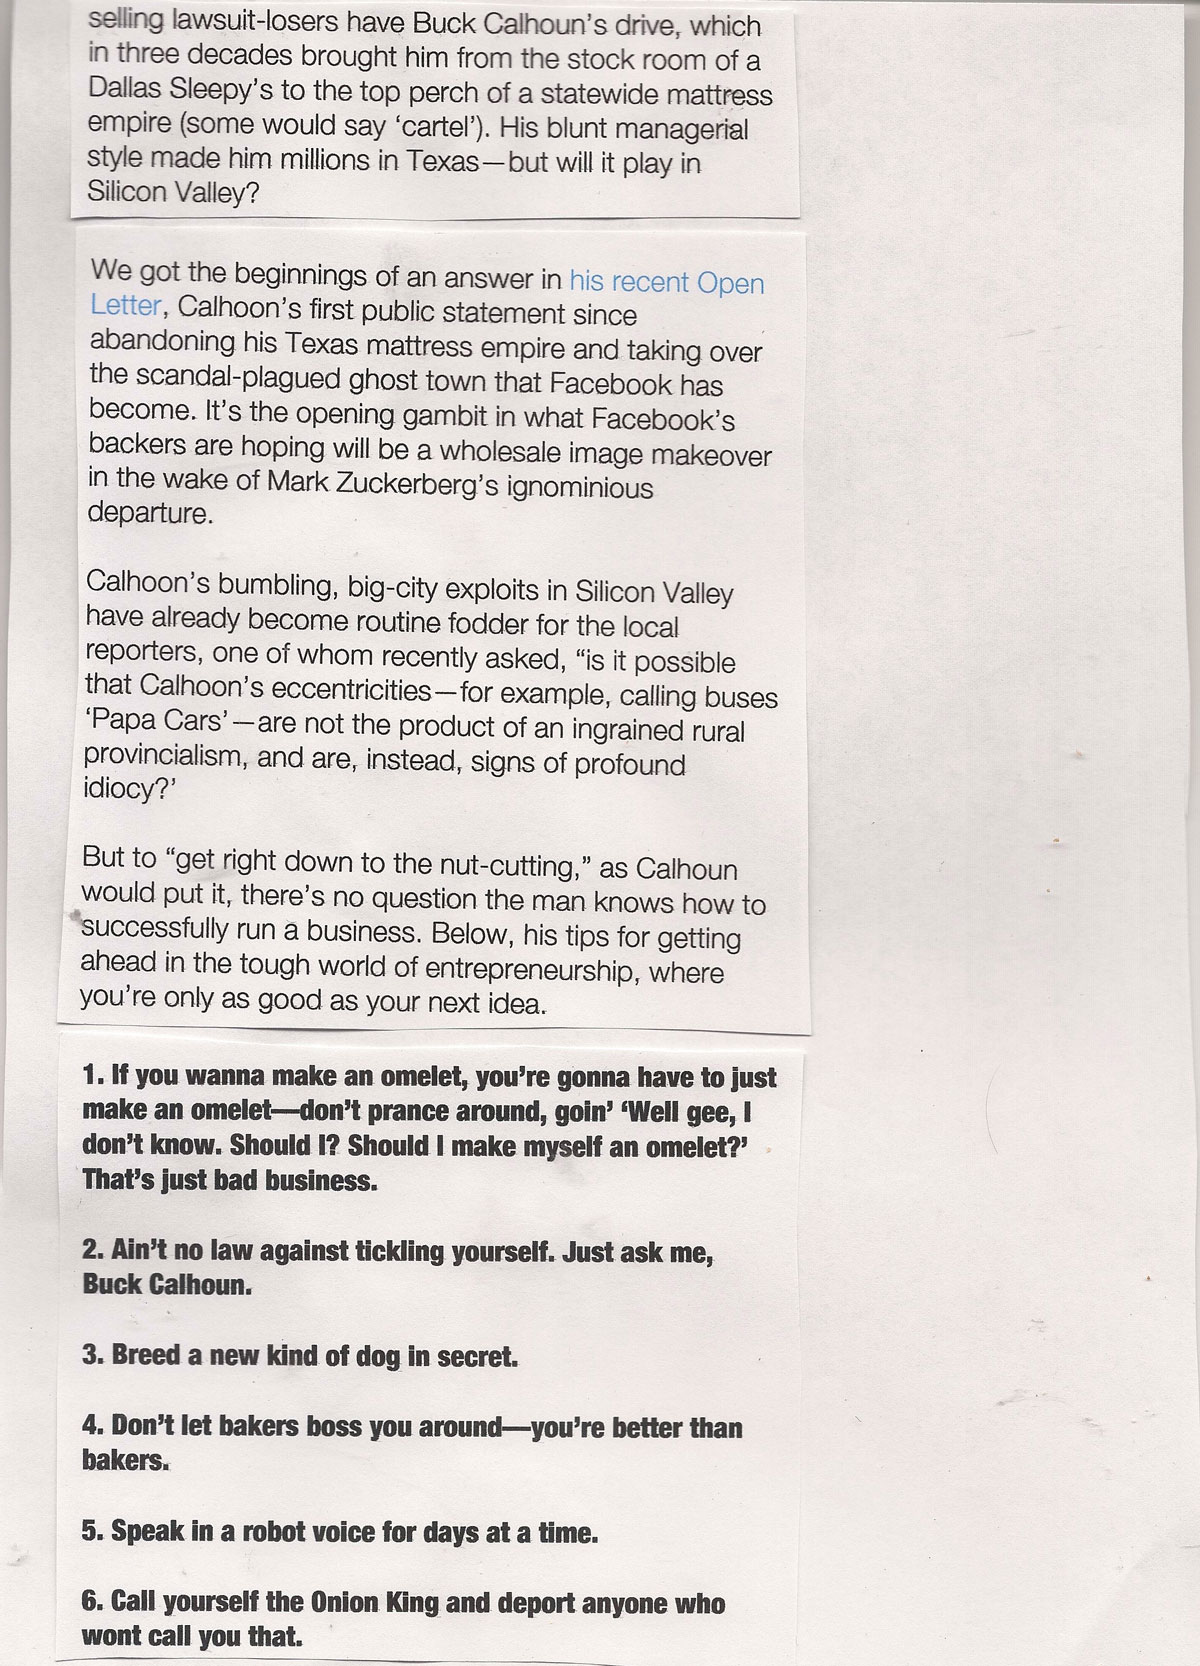 selling lawsuit-losers have Buck Calhoun's drive, which
in three decades brought him from the stock room of a
Dallas Sleepy's to the top perch of a statewide mattress
empire (some would say 'cartel'). His blunt managerial
style made him millions in Texas—but will it play in
Silicon Valley?
We got the beginnings of an answer in his recent Open
Letter, Calhoon's first public statement since
abandoning his Texas mattress empire and taking over
the scandal-plagued ghost town that Facebook has
become. It's the opening gambit in what Facebook's
backers are hoping will be a wholesale image makeover
in the wake of Mark Zuckerberg's ignominious
departure.
Calhoon's bumbling, big-city exploits in Silicon Valley
have already become routine fodder for the local
reporters, one of whom recently asked, “is it possible
that Calhoon's eccentricities—for example, calling buses
'Papa Cars'—are not the product of an ingrained rural
provincialism, and are, instead, signs of profound
idiocy?'
But to “get right down to the nut-cutting,” as Calhoun
would put it, there's no question the man knows how to
successfully run a business. Below, his tips for getting
ahead in the tough world of entrepreneurship, where
you're only as good as your next idea.
1. If you wanna make an omelet, you're gonna have to just
make an omelet—don't prance around, goin' 'Well gee, I
don't know. Should I? Should I make myself an omelet?'
That's just bad business.
2. Ain't no law against tickling yourself. Just ask me,
Buck Calhoun.
3. Breed a new kind of dog in secret.
4. Don't let bakers boss you around—you're better than
bakers.
5. Speak in a robot voice for days at a time.
6. Call yourself the Onion King and deport anyone who
wont call you that.